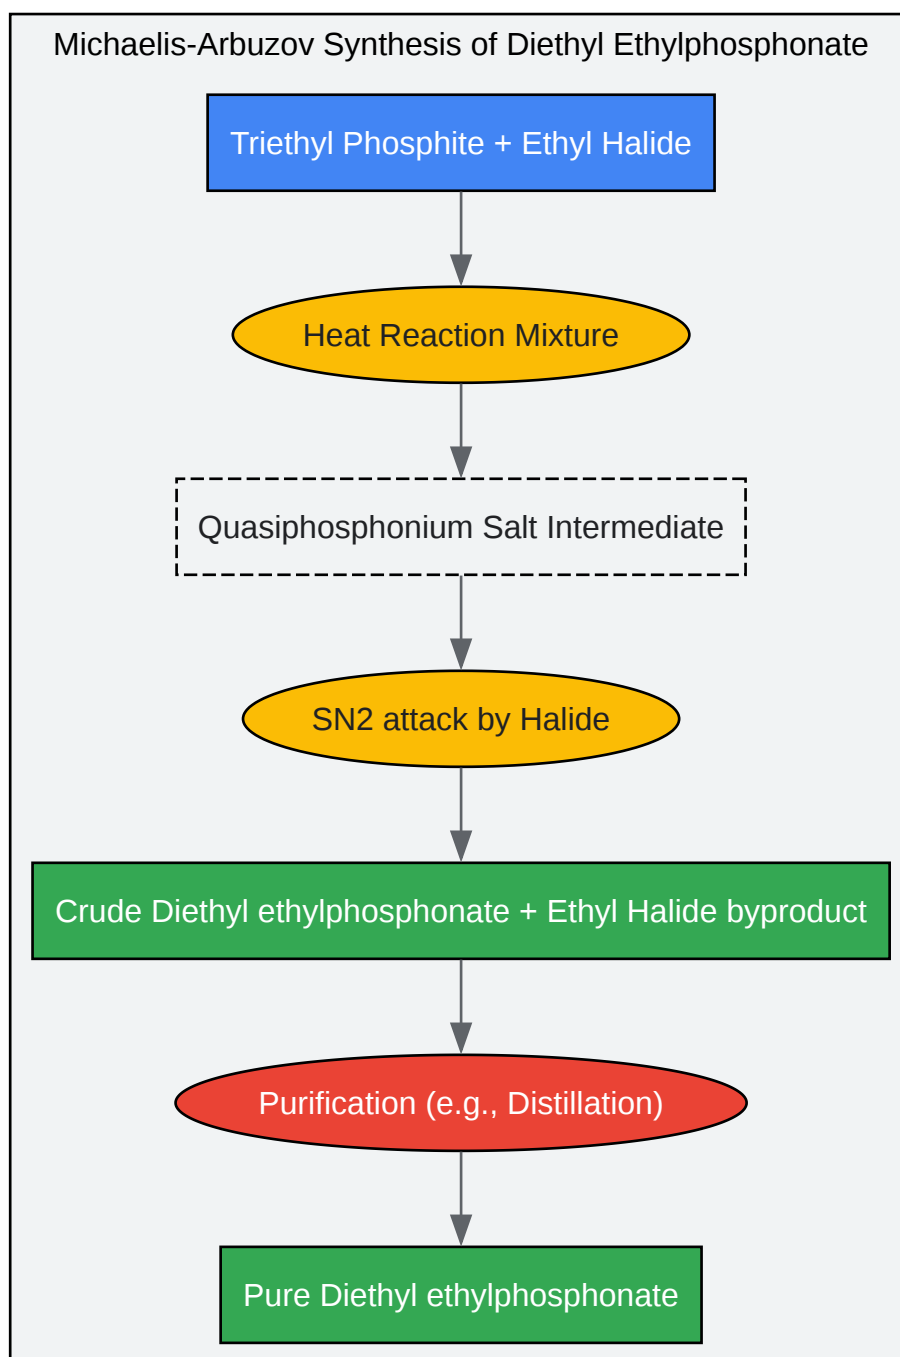 Michaelis-Arbuzov Synthesis of Diethyl Ethylphosphonate
Triethyl Phosphite + Ethyl Halide
Heat Reaction Mixture
Quasiphosphonium Salt Intermediate
SN2 attack by Halide
Crude Diethyl ethylphosphonate + Ethyl Halide byproduct
Purification (e.g., Distillation)
Pure Diethyl ethylphosphonate